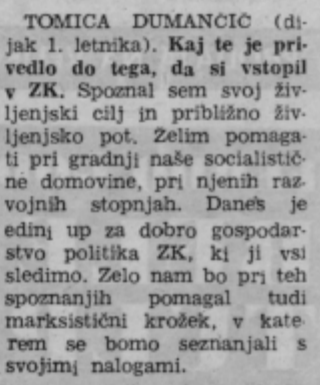 TOMICA DUMANČIĆ (di-
jak 1. letnika). Kaj te je pri-
vedlo do tega, da si vstopil
v ZK. Spoznal sem svoj živ-
ljenjski cilj in približno živ-
ljenjsko pot. Želim pomaga-
ti pri gradnji naše socialistič-
ne domovine, pri njenih raz-
vojnih stopnjah. Danes je
edini up za dobro gospodar-
stvo politika ZK, ki ji vsi
sledimo. Zelo nam bo pri teh
spoznanjih pomagal tudi
marksistični krožek, v kate-
rem se bomo seznanjali s
svojimi nalogami.